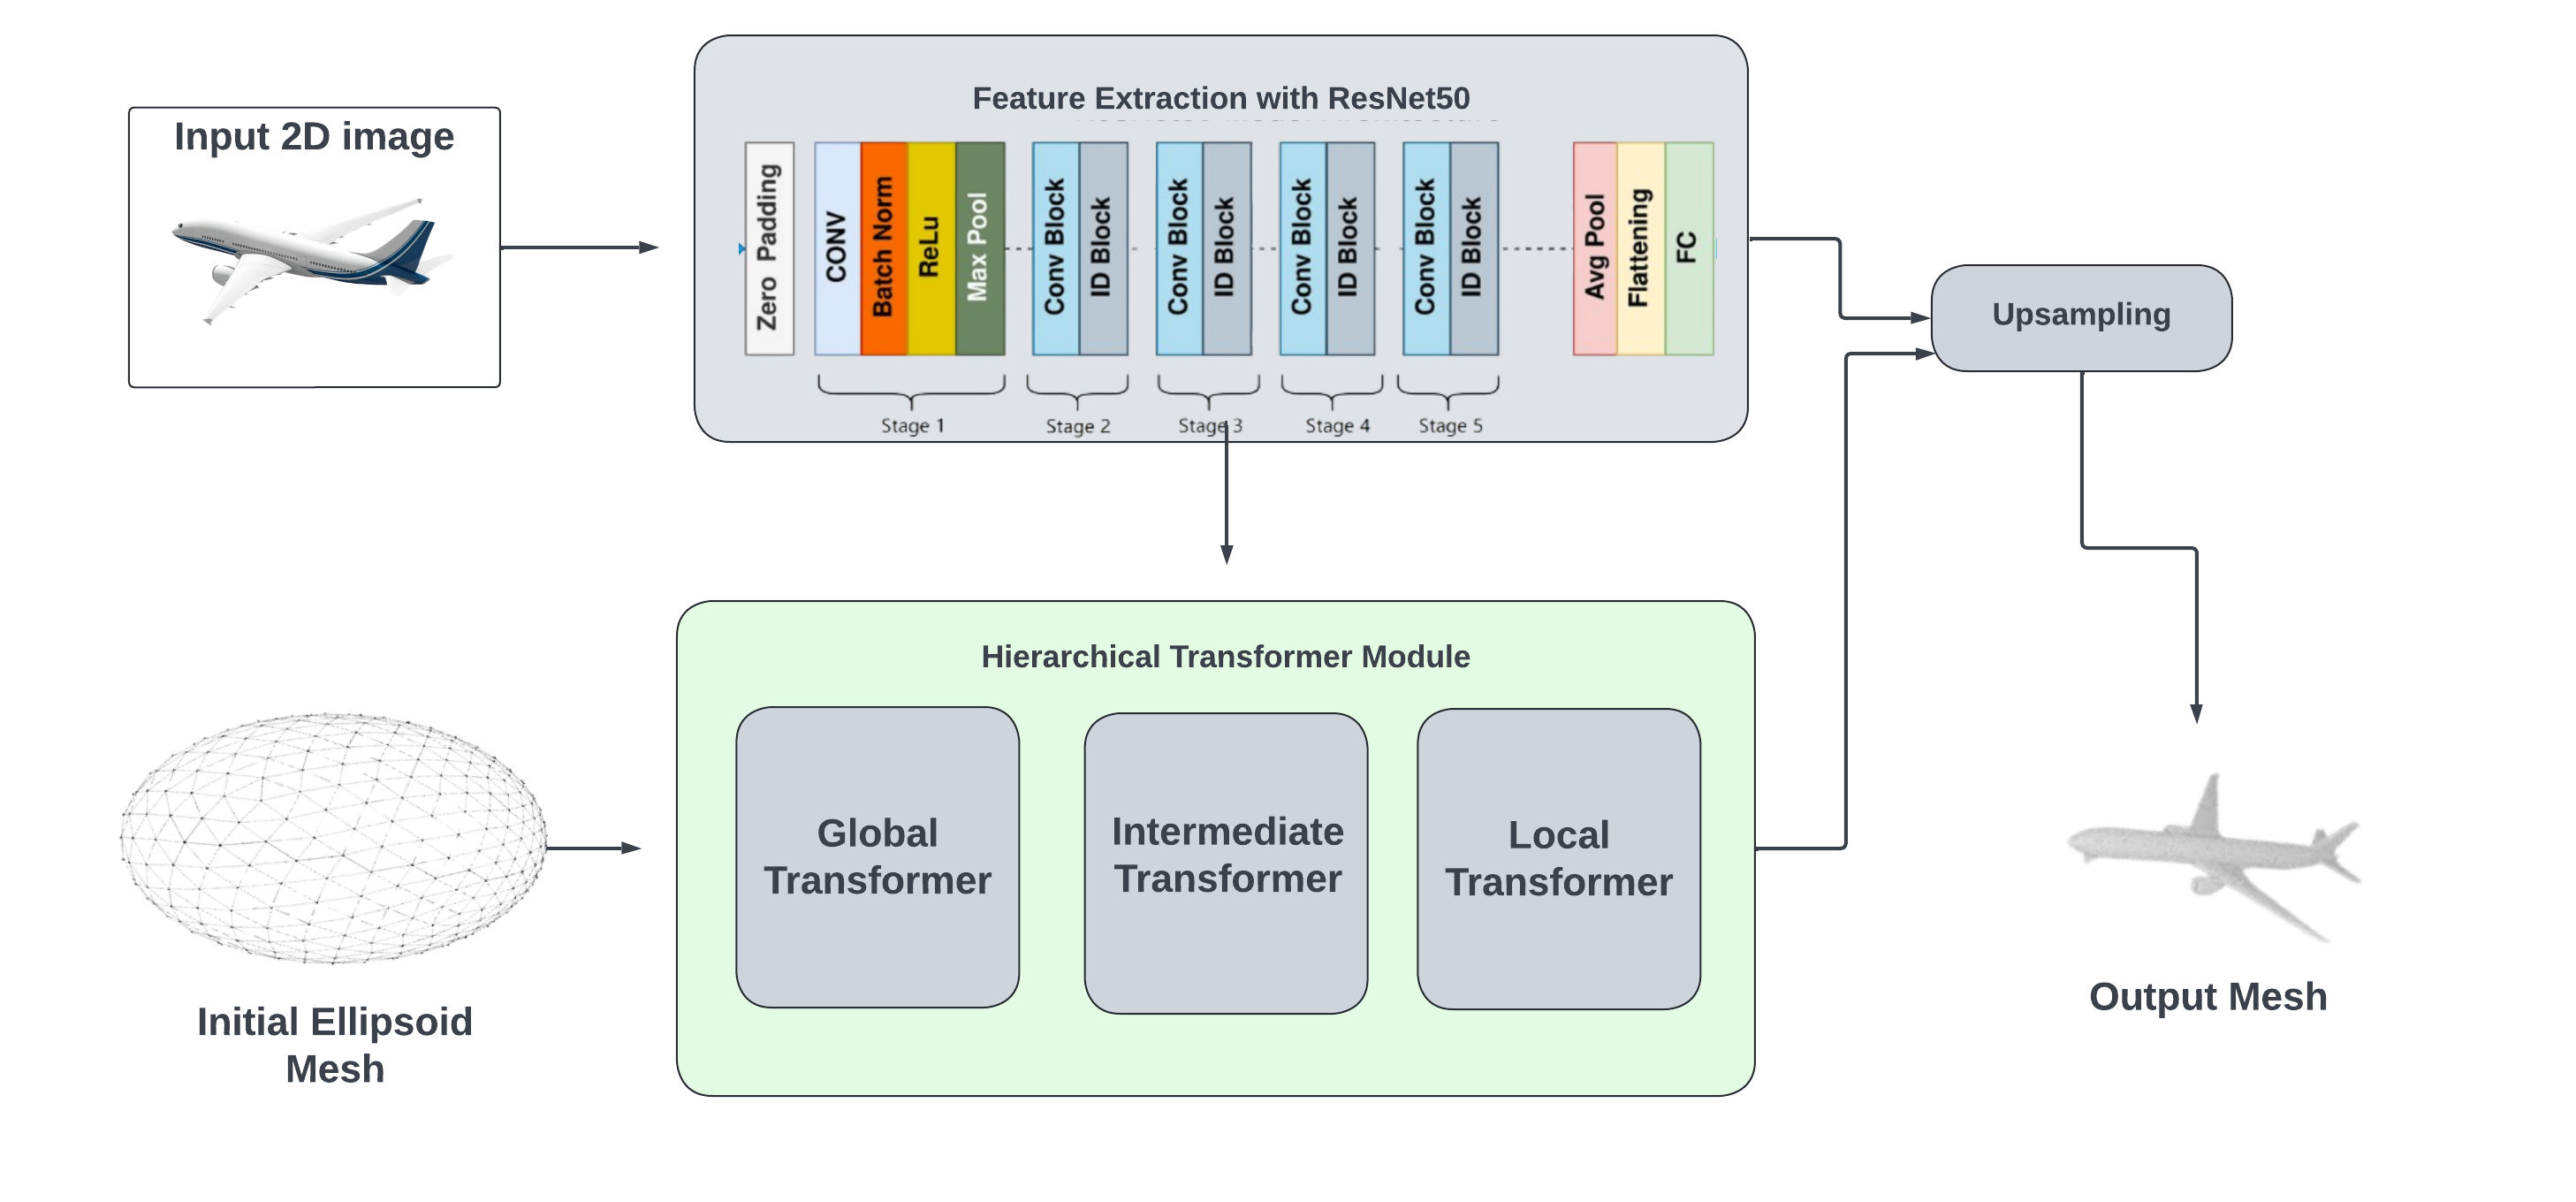 Input 2D image
Feature Extraction with ResNet50
Zero Padding
CONV
Batch Norm
ReLu
Max Pool
Conv Block
ID Block
Conv Block
ID Block
Conv Block
ID Block
Conv Block
ID Block
Avg Pool
Flattening
FC
Stage 1
Stage 2
Stage 3
Stage 4
Stage 5
Upsampling
Hierarchical Transformer Module
Global
Transformer
Intermediate
Transformer
Local
Transformer
Initial Ellipsoid
Mesh
Output Mesh